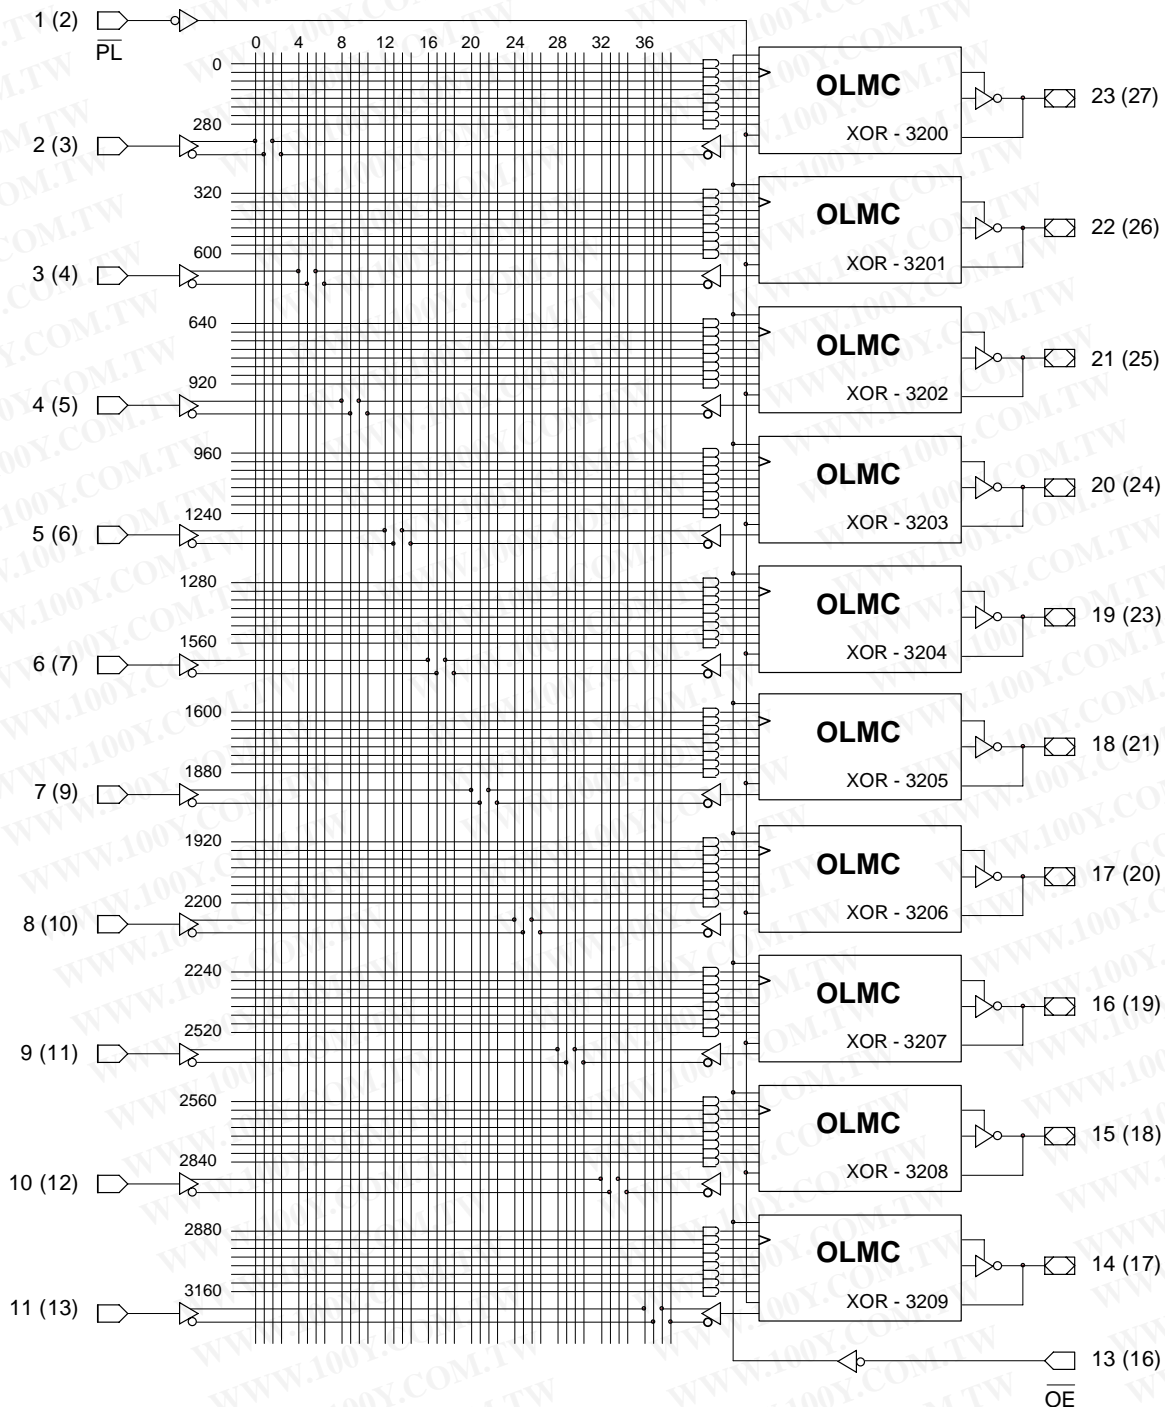 1 (2)
PL
0 4 8 12 16 20 24 28 32 36
0
280
OLMC
XOR - 3200
23 (27)
2 (3)
320
600
OLMC
XOR - 3201
22 (26)
3 (4)
640
920
OLMC
XOR - 3202
21 (25)
4 (5)
960
1240
OLMC
XOR - 3203
20 (24)
5 (6)
1280
1560
OLMC
XOR - 3204
19 (23)
6 (7)
1600
1880
OLMC
XOR - 3205
18 (21)
7 (9)
1920
2200
OLMC
XOR - 3206
17 (20)
8 (10)
2240
2520
OLMC
XOR - 3207
16 (19)
9 (11)
2560
2840
OLMC
XOR - 3208
15 (18)
10 (12)
2880
3160
OLMC
XOR - 3209
14 (17)
11 (13)
13 (16)
OE
WWW.100Y.COM.TW